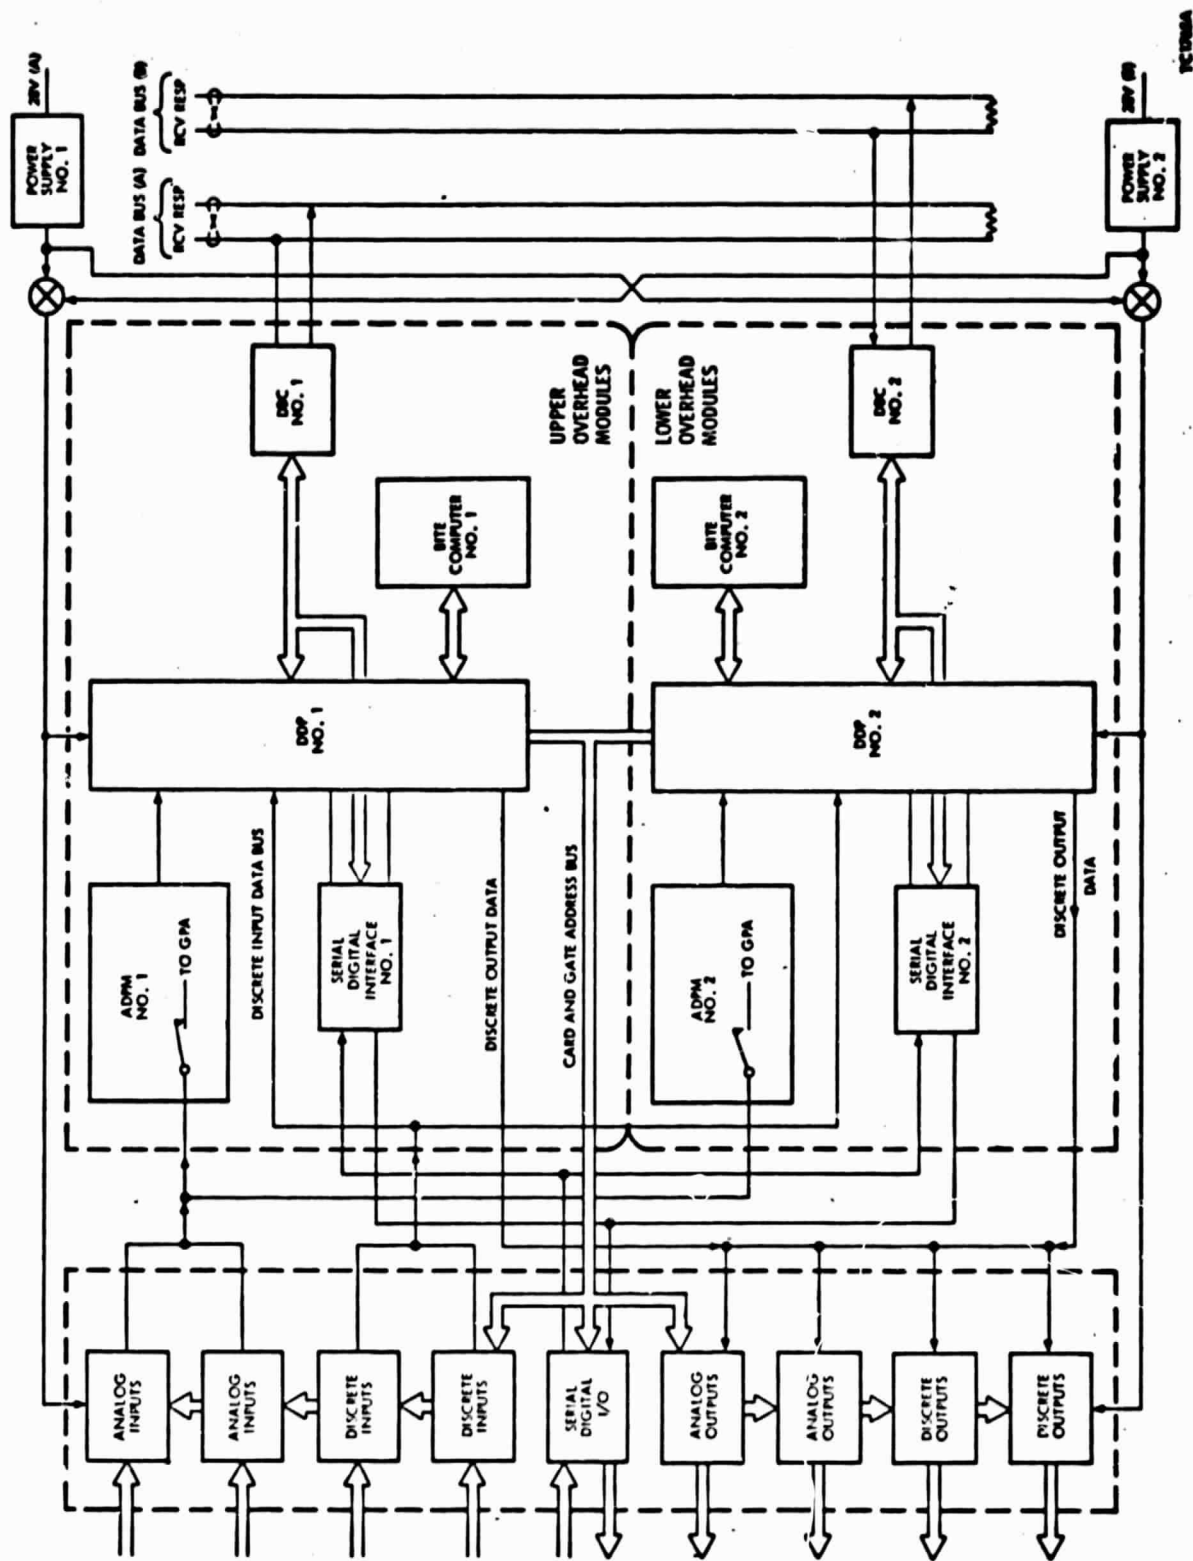 28V (A)
POWER
SUPPLY
NO. 1
DATA BUS (A)
RCV RESP
DATA BUS (B)
RCV RESP
28V (B)
POWER
SUPPLY
NO. 2
DBC
NO. 1
UPPER
OVERHEAD
MODULES
LOWER
OVERHEAD
MODULES
DBC
NO. 2
BITE
COMPUTER
NO. 1
BITE
COMPUTER
NO. 2
DDP
NO. 1
DDP
NO. 2
DISCRETE INPUT DATA BUS
DISCRETE OUTPUT DATA
CARD AND GATE ADDRESS BUS
DISCRETE OUTPUT
DATA
ADPM
NO. 1
TO GPA
SERIAL
DIGITAL
INTERFACE
NO. 1
ADPM
NO. 2
TO GPA
SERIAL
DIGITAL
INTERFACE
NO. 2
ANALOG
INPUTS
ANALOG
INPUTS
DISCRETE
INPUTS
DISCRETE
INPUTS
SERIAL
DIGITAL
I/O
ANALOG
OUTPUTS
ANALOG
OUTPUTS
DISCRETE
OUTPUTS
DISCRETE
OUTPUTS